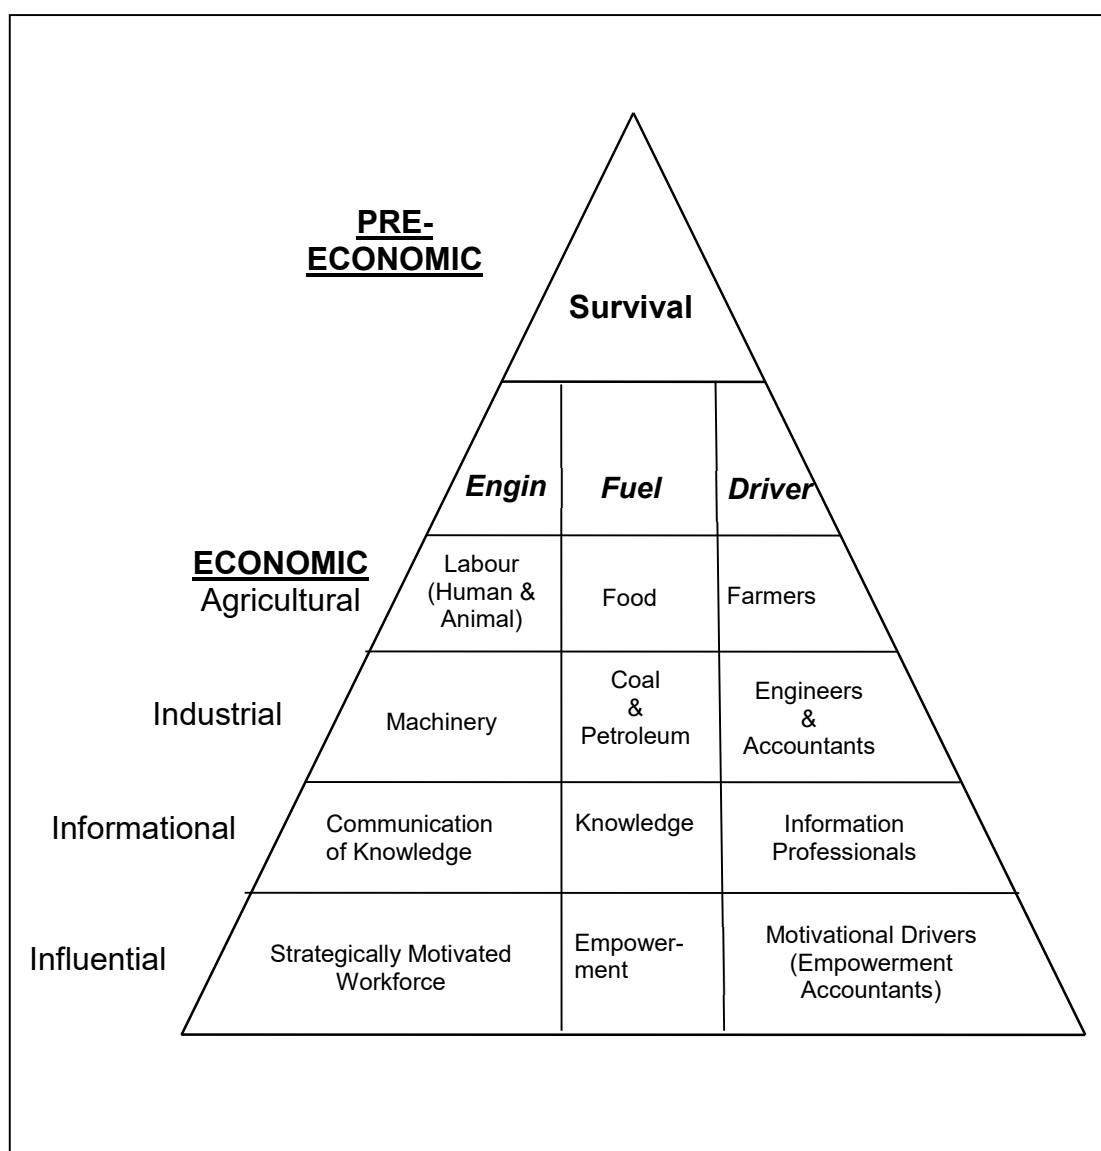 PRE-
ECONOMIC
Survival
Engin
Fuel
Driver
ECONOMIC
Agricultural
Labour
(Human &
Animal)
Food
Farmers
Industrial
Machinery
Coal
&
Petroleum
Engineers
&
Accountants
Informational
Communication
of Knowledge
Knowledge
Information
Professionals
Influential
Strategically Motivated
Workforce
Empower-
ment
Motivational Drivers
(Empowerment
Accountants)